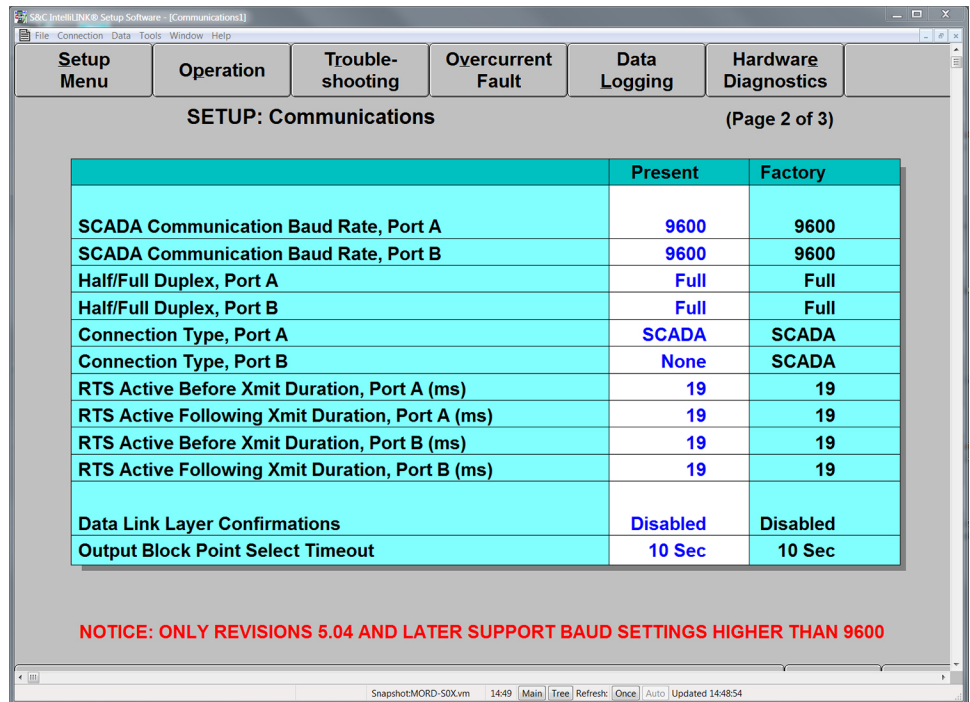 S&C IntelliLINK® Setup Software - [Communications1]
File Connection Data Tools Window Help
Setup Menu Operation Trouble-shooting Overcurrent Fault Data Logging Hardware Diagnostics
SETUP: Communications (Page 2 of 3)
Present Factory
SCADA Communication Baud Rate, Port A 9600 9600
SCADA Communication Baud Rate, Port B 9600 9600
Half/Full Duplex, Port A Full Full
Half/Full Duplex, Port B Full Full
Connection Type, Port A SCADA SCADA
Connection Type, Port B None SCADA
RTS Active Before Xmit Duration, Port A (ms) 19 19
RTS Active Following Xmit Duration, Port A (ms) 19 19
RTS Active Before Xmit Duration, Port B (ms) 19 19
RTS Active Following Xmit Duration, Port B (ms) 19 19
Data Link Layer Confirmations Disabled Disabled
Output Block Point Select Timeout 10 Sec 10 Sec
NOTICE: ONLY REVISIONS 5.04 AND LATER SUPPORT BAUD SETTINGS HIGHER THAN 9600
Snapshot:MORD-S0X.vm 14:49 Main Tree Refresh: Once Auto Updated 14:48:54